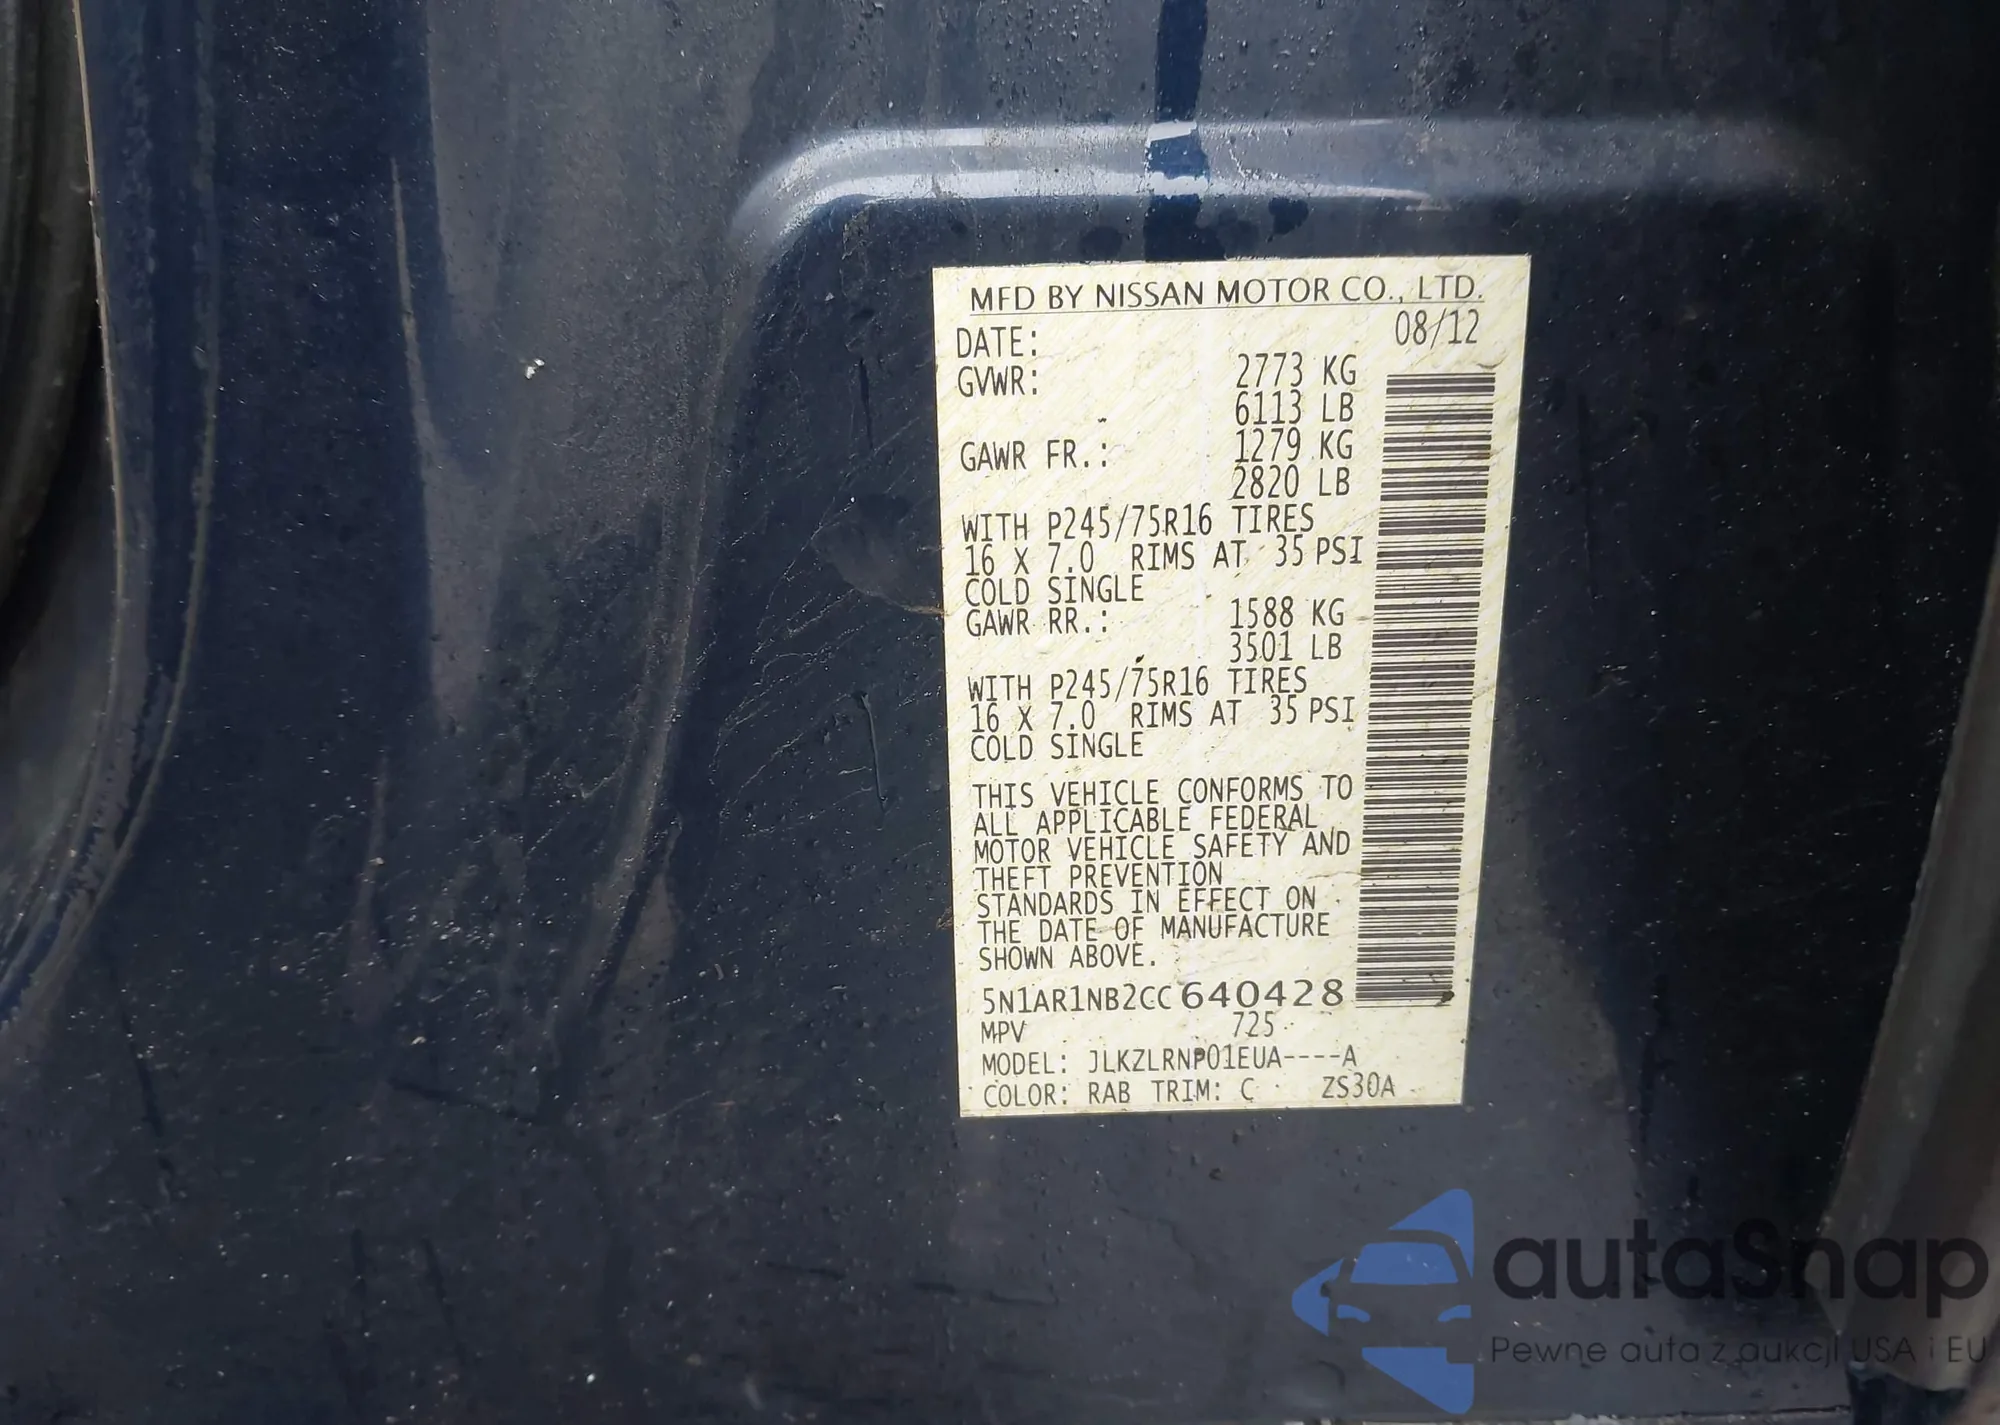 MFD BY NISSAN MOTOR CO., LTD.
DATE: 08/12
GVWR: 2773 KG
6113 LB
GAWR FR.: 1279 KG
2820 LB
WITH P245/75R16 TIRES
16 X 7.0 RIMS AT 35 PSI
COLD SINGLE
GAWR RR.: 1588 KG
3501 LB
WITH P245/75R16 TIRES
16 X 7.0 RIMS AT 35 PSI
COLD SINGLE
THIS VEHICLE CONFORMS TO
ALL APPLICABLE FEDERAL
MOTOR VEHICLE SAFETY AND
THEFT PREVENTION
STANDARDS IN EFFECT ON
THE DATE OF MANUFACTURE
SHOWN ABOVE.
5N1AR1NB2CC640428
MPV 725
MODEL: JLKZLRNP01EUA----A
COLOR: RAB TRIM: C ZS30A
autaSnap
Pewne auta z aukcji USA i EU